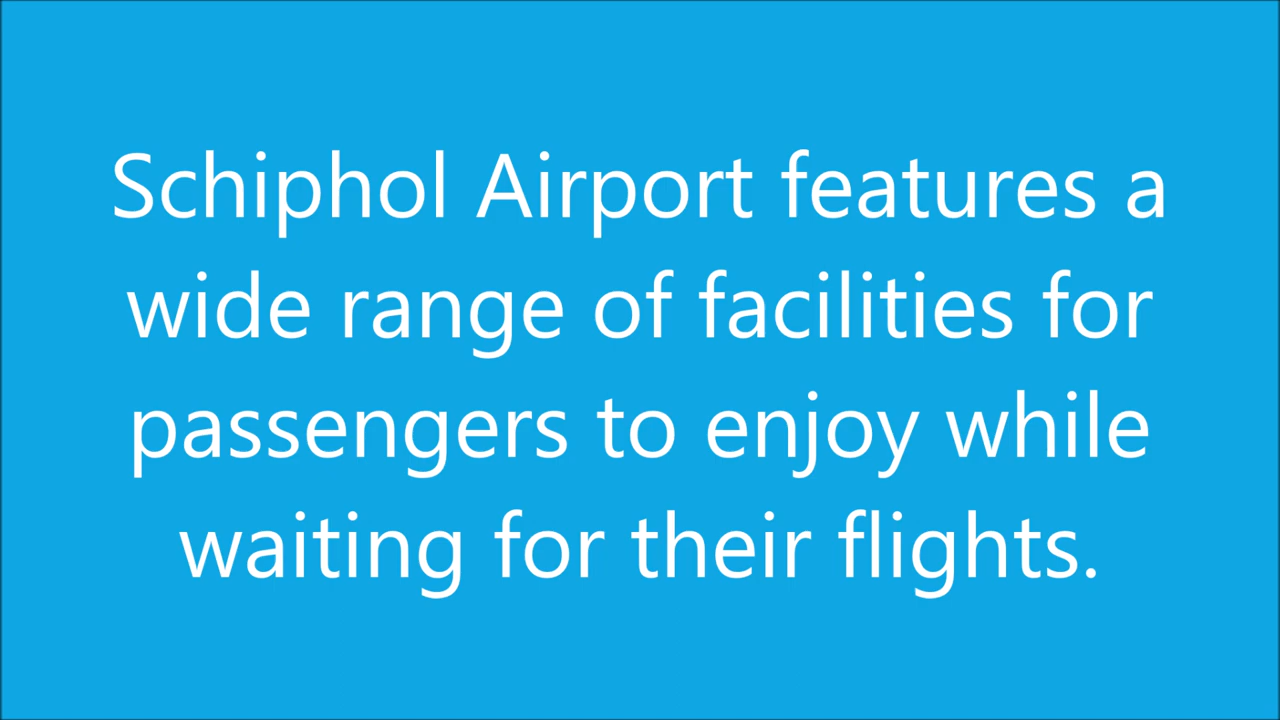 Schiphol Airport features a
wide range of facilities for
passengers to enjoy while
waiting for their flights.